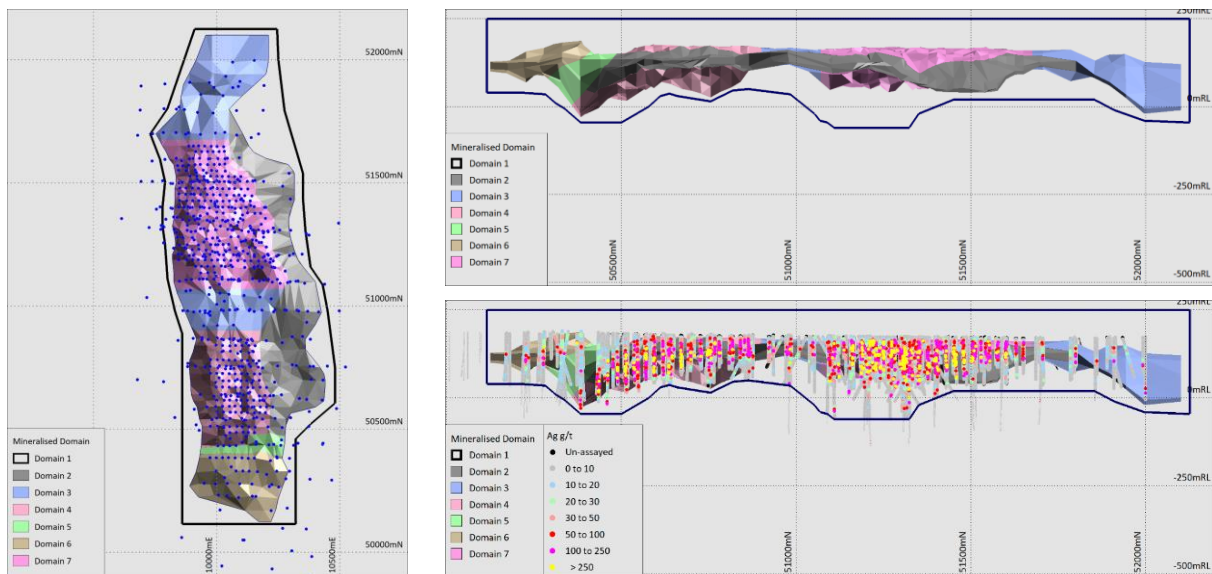 52000mN
51500mN
51000mN
50500mN
50000mN
10000mE
10500mE
Mineralised Domain
Domain 1
Domain 2
Domain 3
Domain 4
Domain 5
Domain 6
Domain 7
250mRL
0mRL
-250mRL
-500mRL
50500mN
51000mN
51500mN
52000mN
Mineralised Domain
Domain 1
Domain 2
Domain 3
Domain 4
Domain 5
Domain 6
Domain 7
250mRL
0mRL
-250mRL
-500mRL
51000mN
51500mN
52000mN
Mineralised Domain
Domain 1
Domain 2
Domain 3
Domain 4
Domain 5
Domain 6
Domain 7
Ag g/t
Un-assayed
0 to 10
10 to 20
20 to 30
30 to 50
50 to 100
100 to 250
> 250